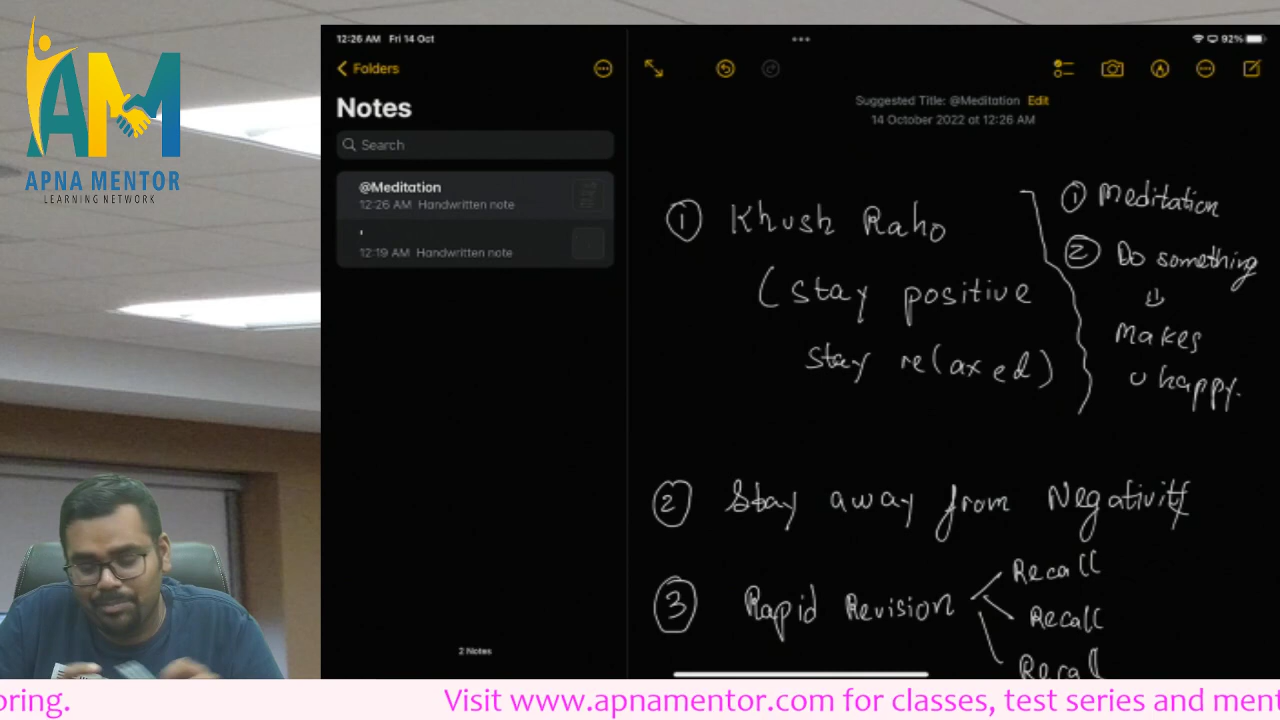 AM
APNA MENTOR
LEARNING NETWORK
12:26 AM Fri 14 Oct
92%
Folders
Notes
Search
@Meditation
12:26 AM Handwritten note
'
12:19 AM Handwritten note
2 Notes
Suggested Title: @Meditation Edit
14 October 2022 at 12:26 AM
① Khush Raho
(stay positive
stay relaxed)
① Meditation
② Do something
Makes
U happy.
② Stay away from Negativity
③ Rapid Revision
Recall
Recall
Recall
oring. Visit www.apnamentor.com for classes, test series and ment